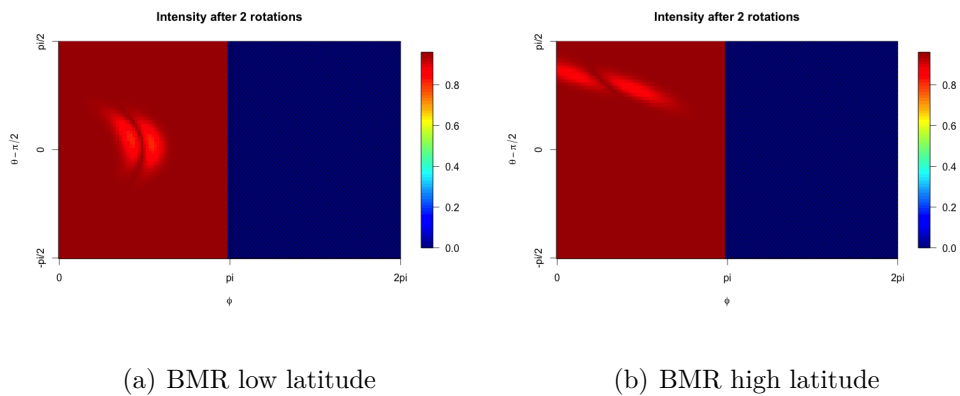 Intensity after 2 rotations
pi/2
0
-pi/2
θ − π/2
0
pi
2pi
ϕ
0.8
0.6
0.4
0.2
0.0
(a) BMR low latitude
Intensity after 2 rotations
pi/2
0
-pi/2
θ − π/2
0
pi
2pi
ϕ
0.8
0.6
0.4
0.2
0.0
(b) BMR high latitude